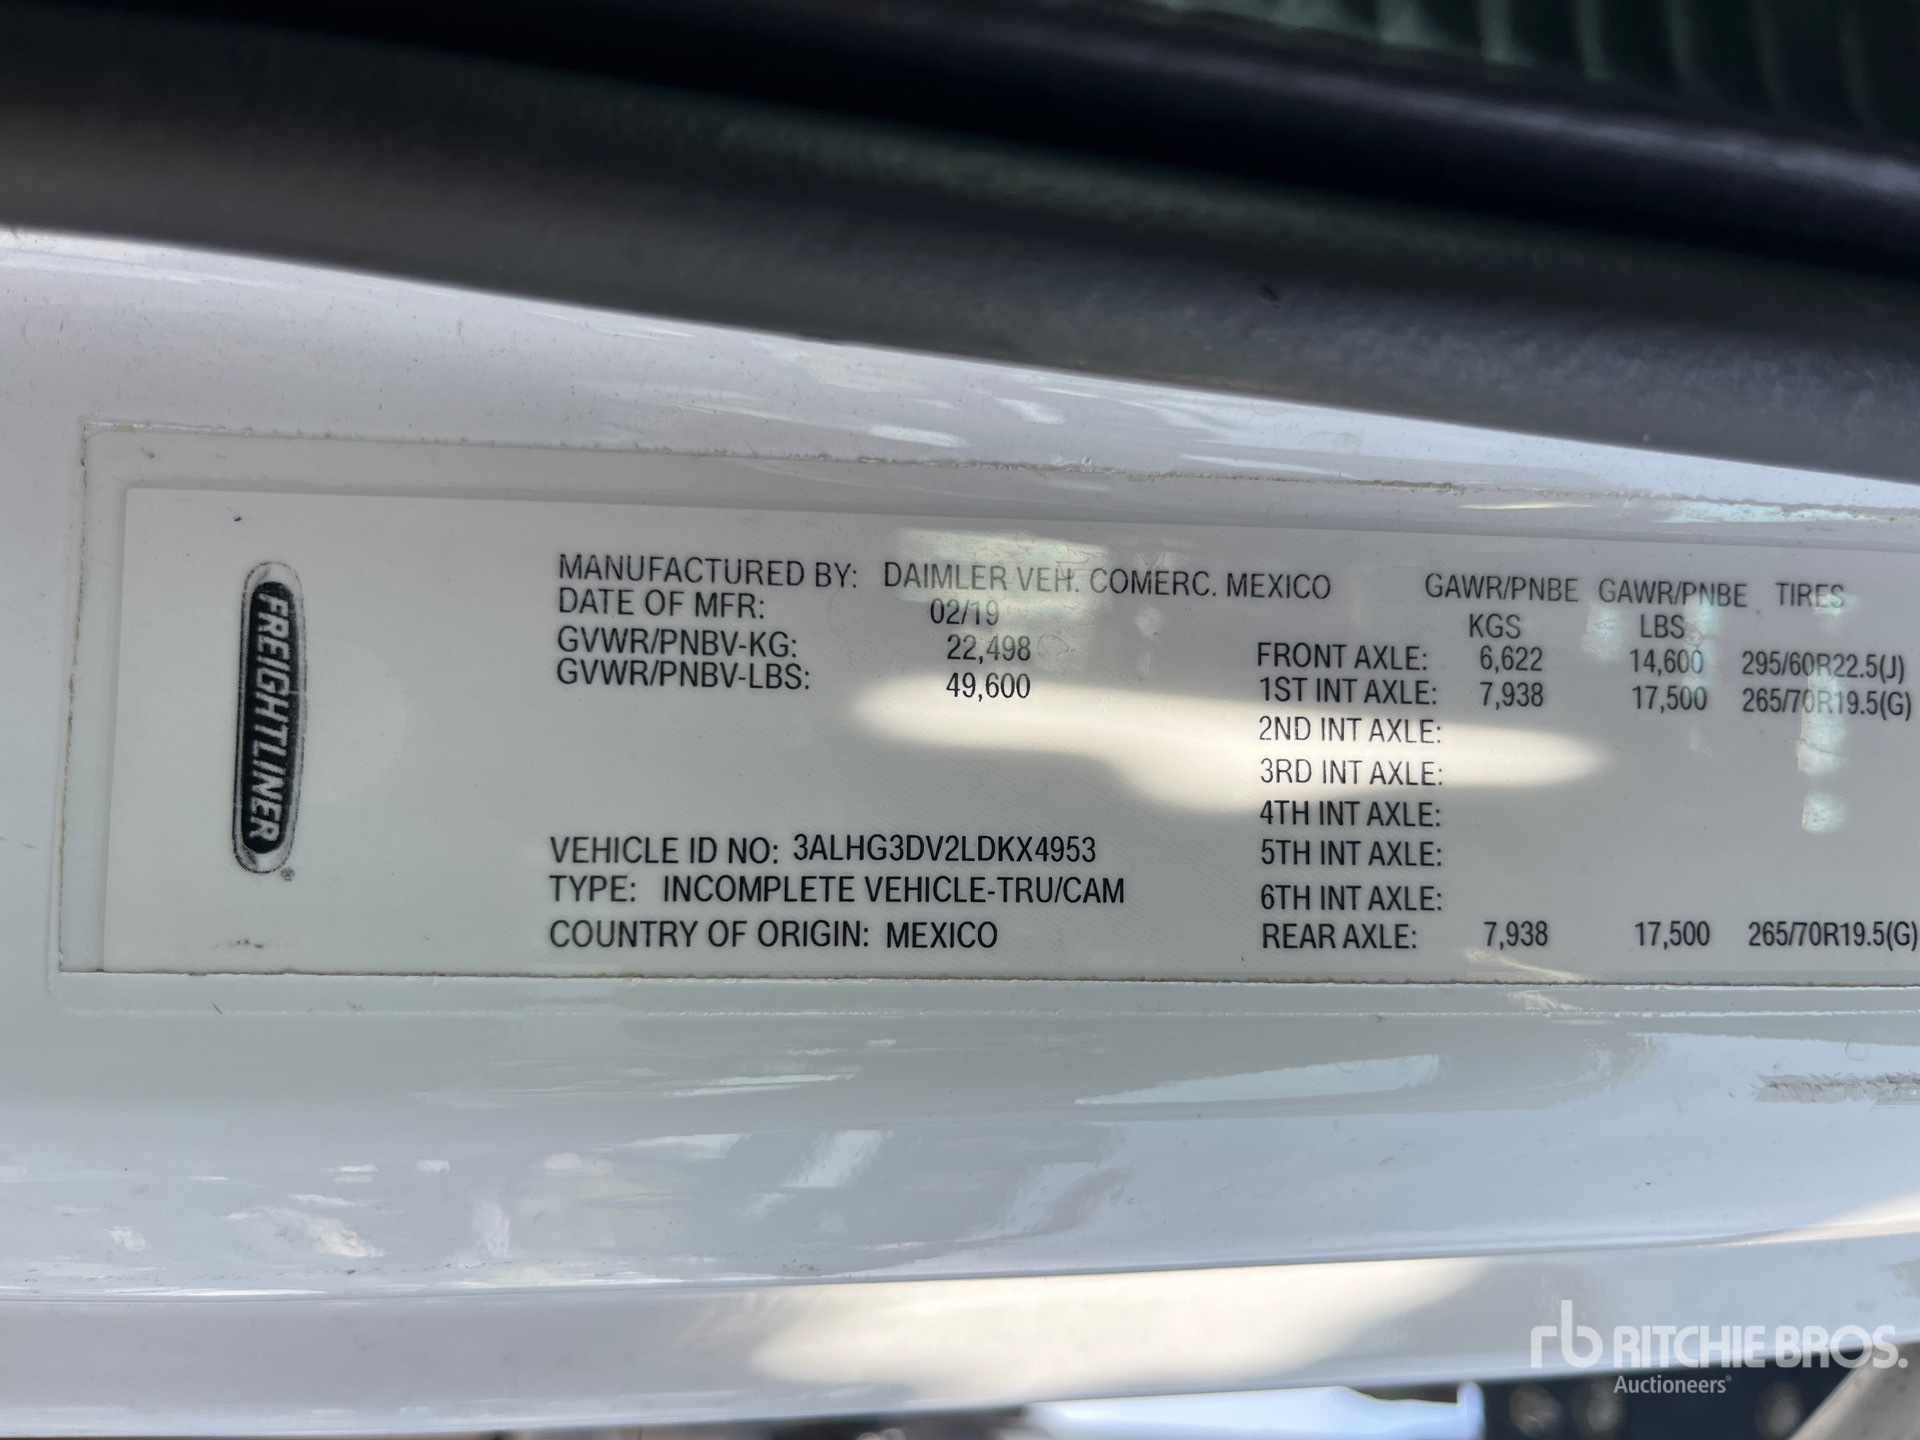 FREIGHTLINER
MANUFACTURED BY: DAIMLER VEH. COMERC. MEXICO
DATE OF MFR: 02/19
GVWR/PNBV-KG: 22,498
GVWR/PNBV-LBS: 49,600
VEHICLE ID NO: 3ALHG3DV2LDKX4953
TYPE: INCOMPLETE VEHICLE-TRU/CAM
COUNTRY OF ORIGIN: MEXICO
GAWR/PNBE GAWR/PNBE TIRES
KGS LBS
FRONT AXLE: 6,622 14,600 295/60R22.5(J)
1ST INT AXLE: 7,938 17,500 265/70R19.5(G)
2ND INT AXLE:
3RD INT AXLE:
4TH INT AXLE:
5TH INT AXLE:
6TH INT AXLE:
REAR AXLE: 7,938 17,500 265/70R19.5(G)
rb RITCHIE BROS.
Auctioneers®